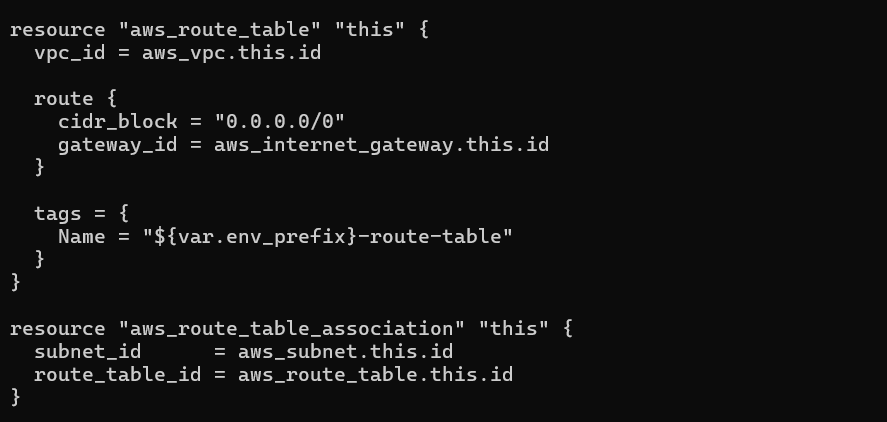 resource "aws_route_table" "this" {
  vpc_id = aws_vpc.this.id

  route {
    cidr_block = "0.0.0.0/0"
    gateway_id = aws_internet_gateway.this.id
  }

  tags = {
    Name = "${var.env_prefix}-route-table"
  }
}

resource "aws_route_table_association" "this" {
  subnet_id      = aws_subnet.this.id
  route_table_id = aws_route_table.this.id
}